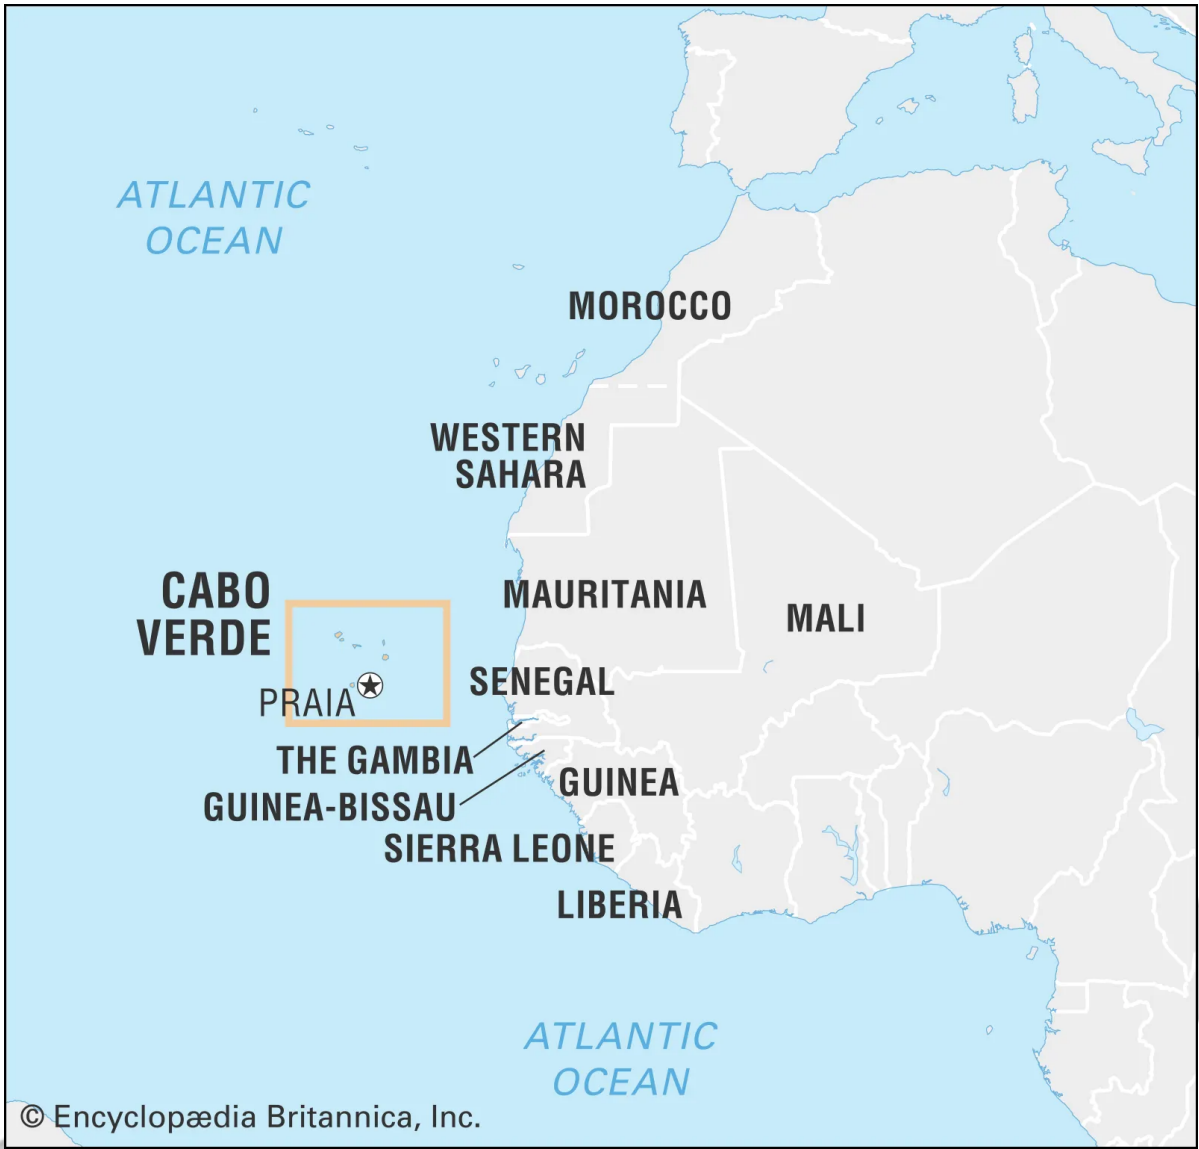 ATLANTIC
OCEAN
MOROCCO
WESTERN
SAHARA
CABO
VERDE
MAURITANIA
MALI
SENEGAL
PRAIA
THE GAMBIA
GUINEA
GUINEA-BISSAU
SIERRA LEONE
LIBERIA
ATLANTIC
OCEAN
© Encyclopædia Britannica, Inc.